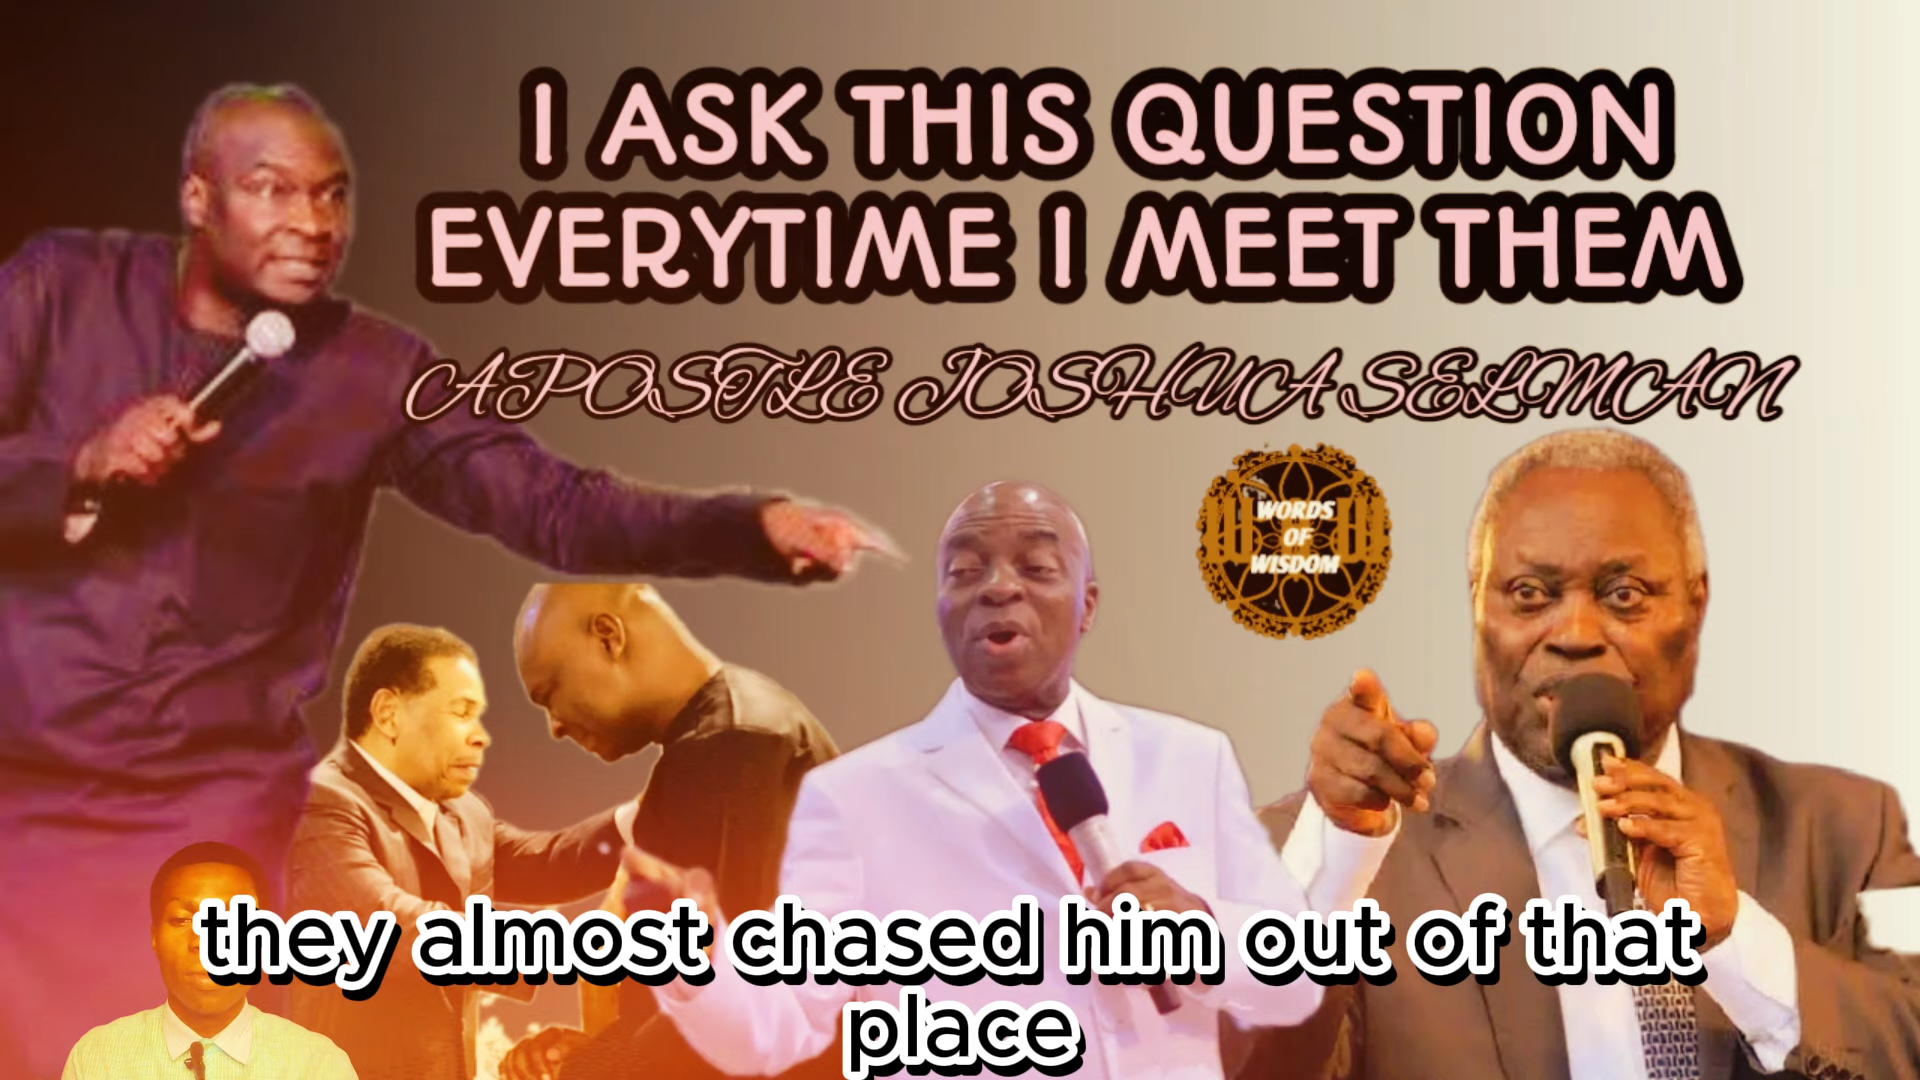 I ASK THIS QUESTION
EVERYTIME I MEET THEM
APOSTLE JOSHUA SELMAN
WORDS
OF
WISDOM
they almost chased him out of that
place